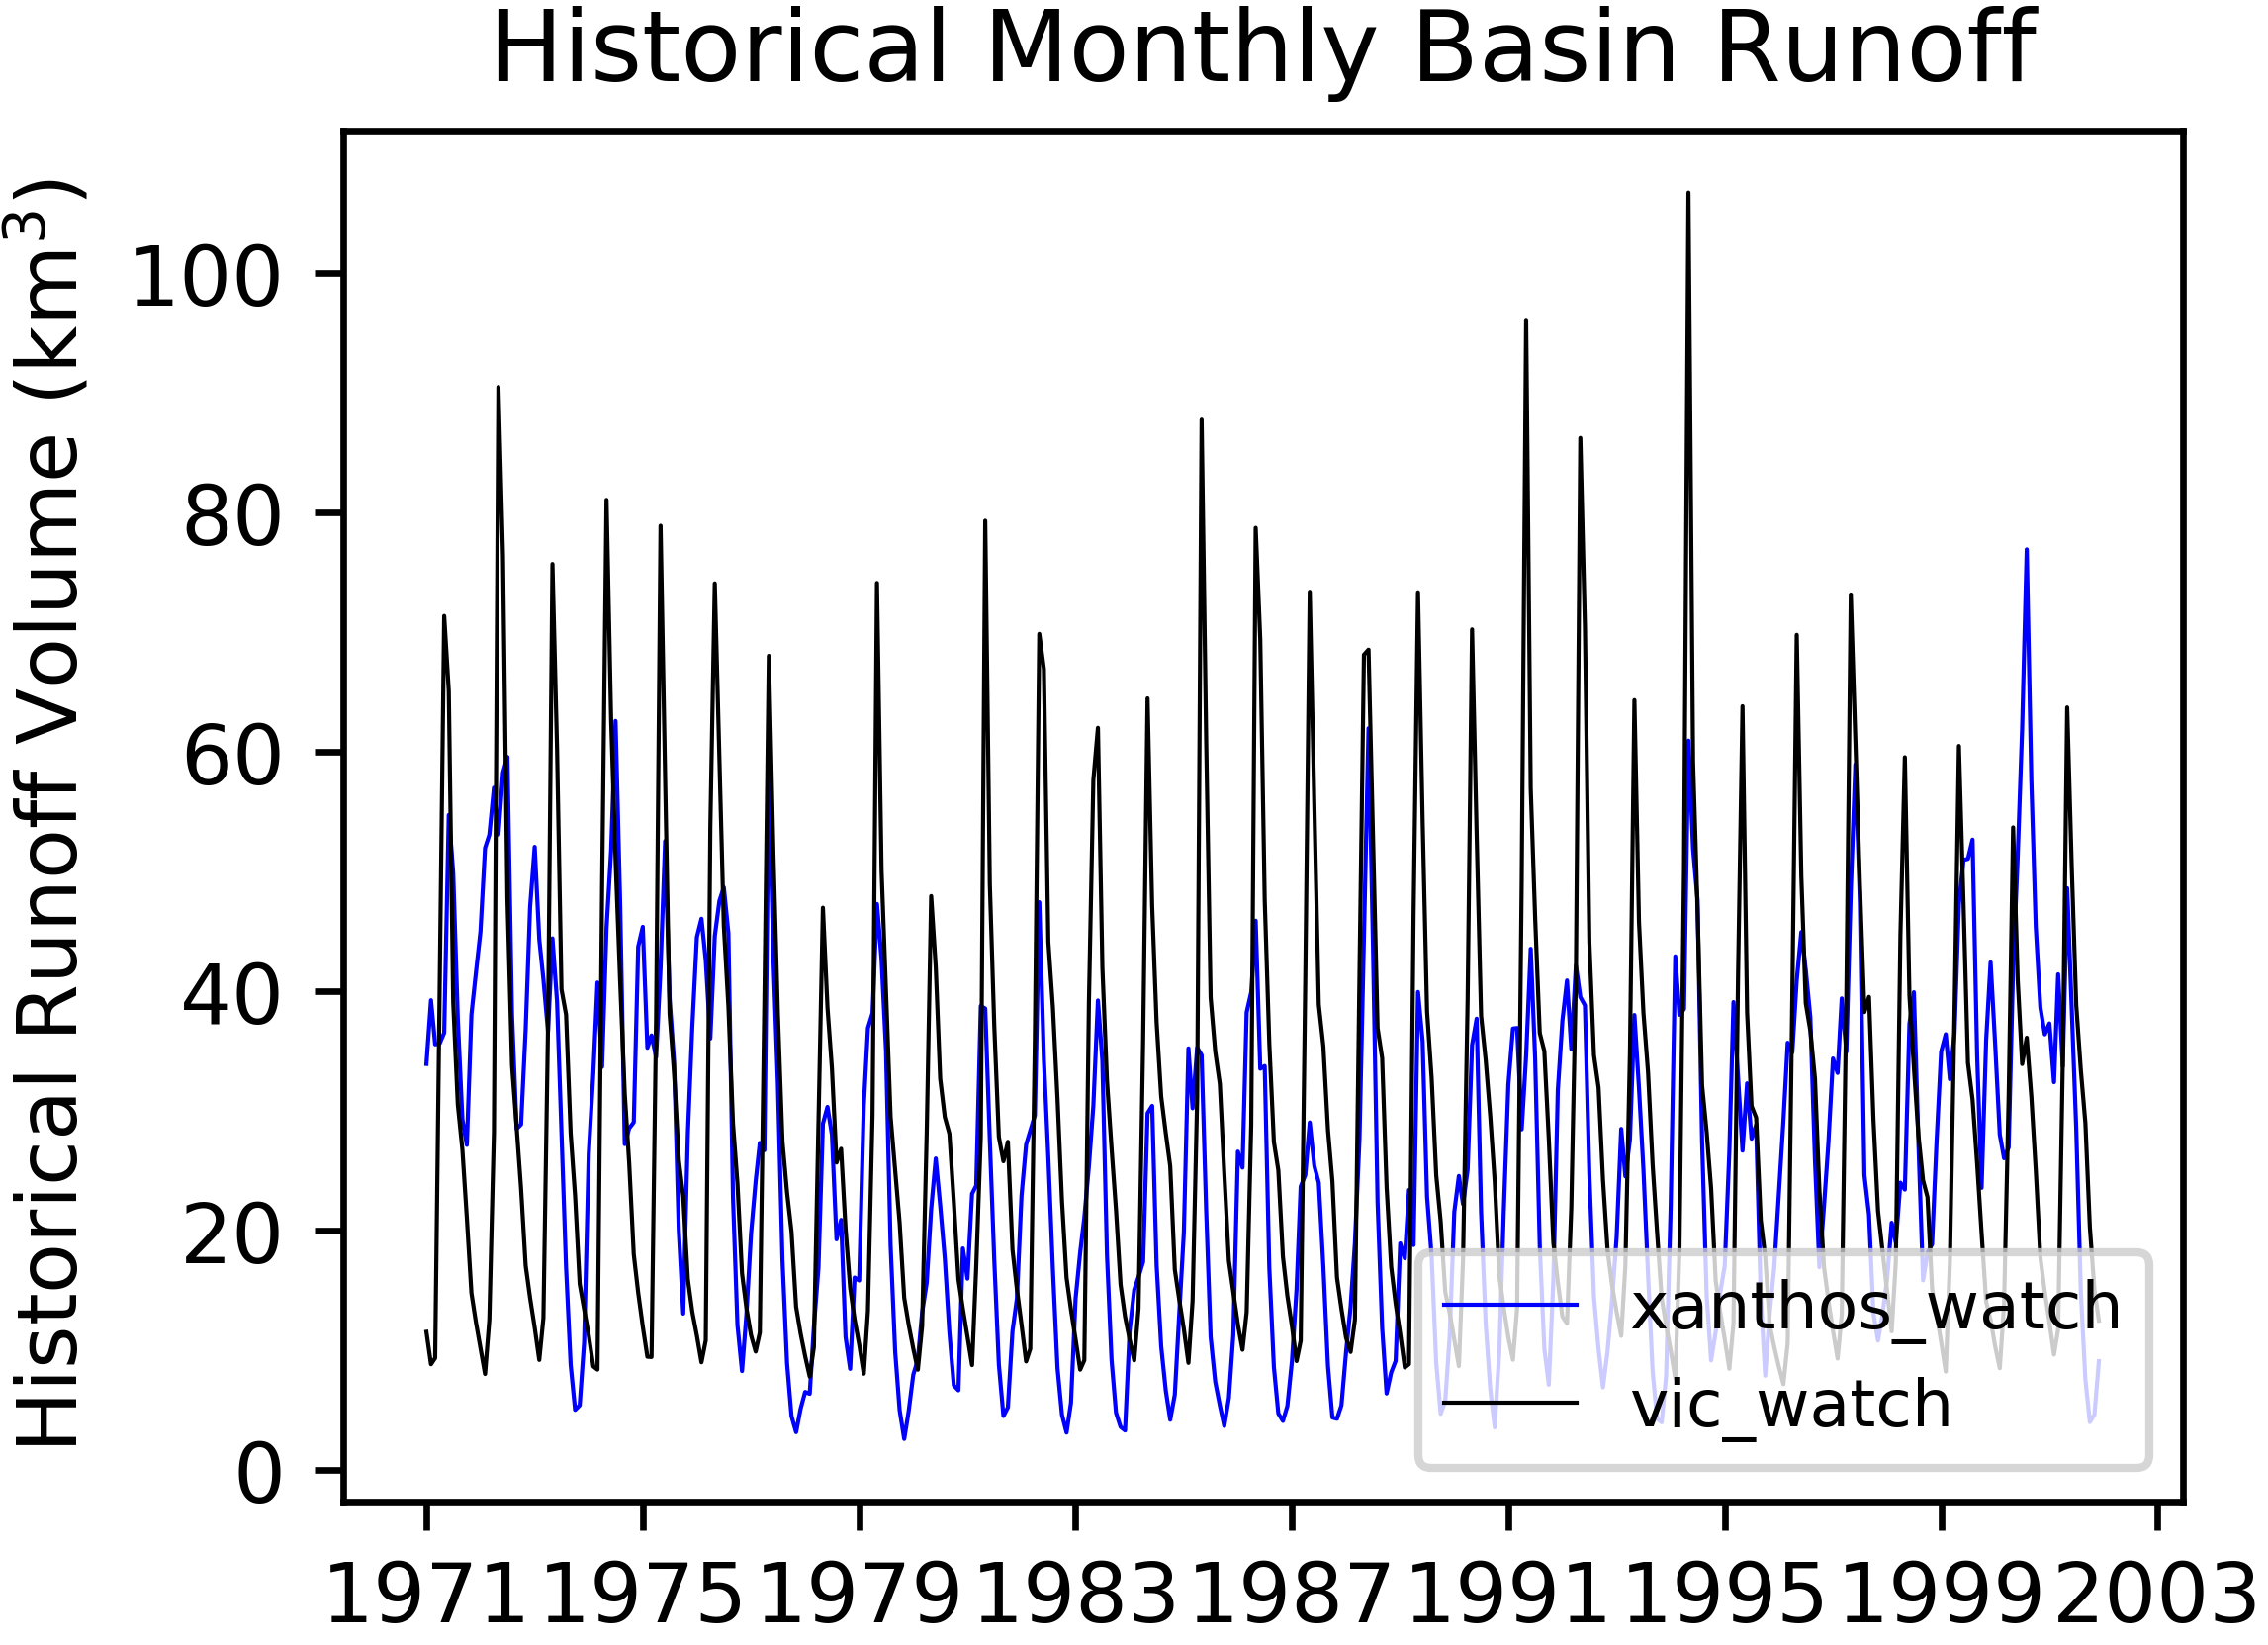 Historical Monthly Basin Runoff
Historical Runoff Volume (km³)
100
80
60
40
20
0
xanthos_watch
vic_watch
1971 1975 1979 1983 1987 1991 1995 1999 2003